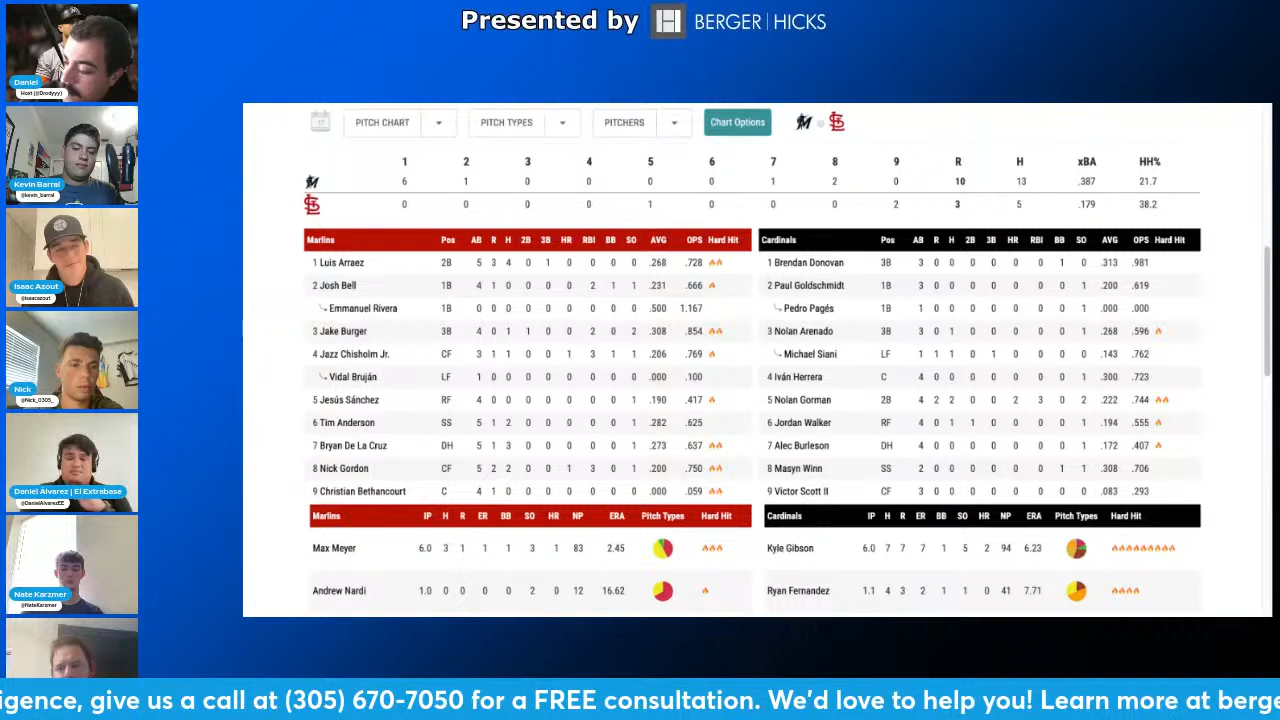 Presented by BERGER | HICKS
PITCH CHART PITCH TYPES PITCHERS Chart Options
1 2 3 4 5 6 7 8 9 R H xBA HH%
6 1 0 0 0 0 1 2 0 10 13 .387 21.7
0 0 0 0 1 0 0 0 2 3 5 .179 38.2
Marlins Pos AB R H 2B 3B HR RBI BB SO AVG OPS Hard Hit
1 Luis Arraez 2B 5 3 4 0 1 0 0 0 0 .268 .728
2 Josh Bell 1B 4 1 0 0 0 0 2 1 1 .231 .666
Emmanuel Rivera 1B 0 0 0 0 0 0 0 0 0 .500 1.167
3 Jake Burger 3B 4 0 1 1 0 0 2 0 2 .308 .854
4 Jazz Chisholm Jr. CF 3 1 1 0 0 1 3 1 1 .206 .769
Vidal Bruján LF 1 0 0 0 0 0 0 0 0 .000 .100
5 Jesús Sánchez RF 4 0 0 0 0 0 0 0 1 .190 .417
6 Tim Anderson SS 5 1 2 0 0 0 0 0 1 .282 .625
7 Bryan De La Cruz DH 5 1 3 0 0 0 0 0 1 .273 .637
8 Nick Gordon CF 5 2 2 0 0 1 3 0 1 .200 .750
9 Christian Bethancourt C 4 1 0 0 0 0 0 0 1 .000 .059
Cardinals Pos AB R H 2B 3B HR RBI BB SO AVG OPS Hard Hit
1 Brendan Donovan 3B 3 0 0 0 0 0 0 1 0 .313 .981
2 Paul Goldschmidt 1B 3 0 0 0 0 0 0 0 1 .200 .619
Pedro Pagés 1B 1 0 0 0 0 0 0 0 1 .000 .000
3 Nolan Arenado 3B 3 0 1 0 0 0 0 0 1 .268 .596
Michael Siani LF 1 1 1 0 1 0 0 0 0 .143 .762
4 Iván Herrera C 4 0 0 0 0 0 0 0 1 .300 .723
5 Nolan Gorman 2B 4 2 2 0 0 2 3 0 2 .222 .744
6 Jordan Walker RF 4 0 1 1 0 0 0 0 1 .194 .555
7 Alec Burleson DH 4 0 0 0 0 0 0 0 1 .172 .407
8 Masyn Winn SS 2 0 0 0 0 0 0 1 1 .308 .706
9 Victor Scott II CF 3 0 0 0 0 0 0 0 1 .083 .293
Marlins IP H R ER BB SO HR NP ERA Pitch Types Hard Hit
Max Meyer 6.0 3 1 1 1 3 1 83 2.45
Andrew Nardi 1.0 0 0 0 0 2 0 12 16.62
Cardinals IP H R ER BB SO HR NP ERA Pitch Types Hard Hit
Kyle Gibson 6.0 7 7 7 1 5 2 94 6.23
Ryan Fernandez 1.1 4 3 2 1 1 0 41 7.71
Daniel
Host (@Drodyyy)
Kevin Barral
@kevin_barral
Isaac Azout
@isaacazout
Nick
@Nick_0305_
Daniel Álvarez | El Extrabase
@DanielAlvarezEE
Nate Karzmer
@NateKarzmer
igence, give us a call at (305) 670-7050 for a FREE consultation. We'd love to help you! Learn more at berge